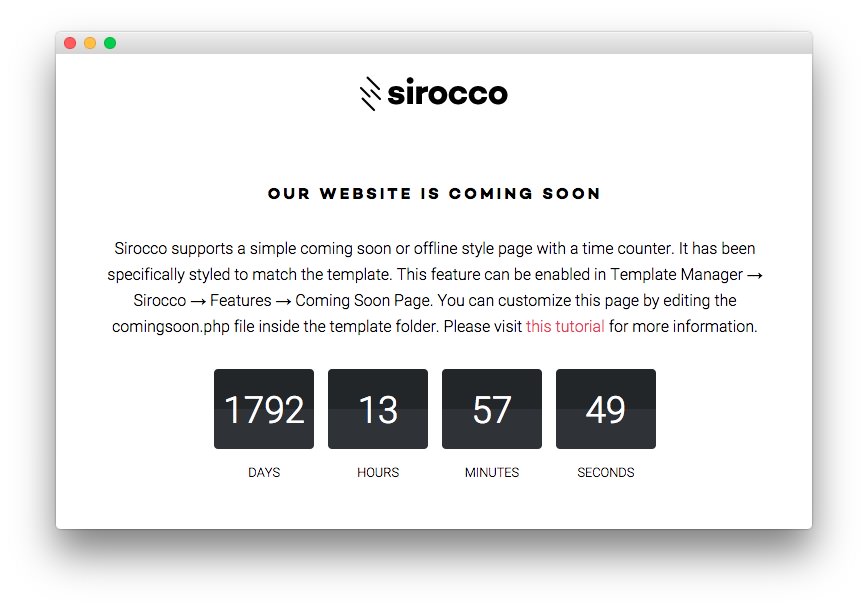 sirocco
OUR WEBSITE IS COMING SOON
Sirocco supports a simple coming soon or offline style page with a time counter. It has been
specifically styled to match the template. This feature can be enabled in Template Manager →
Sirocco → Features → Coming Soon Page. You can customize this page by editing the
comingsoon.php file inside the template folder. Please visit this tutorial for more information.
1792 13 57 49
DAYS HOURS MINUTES SECONDS